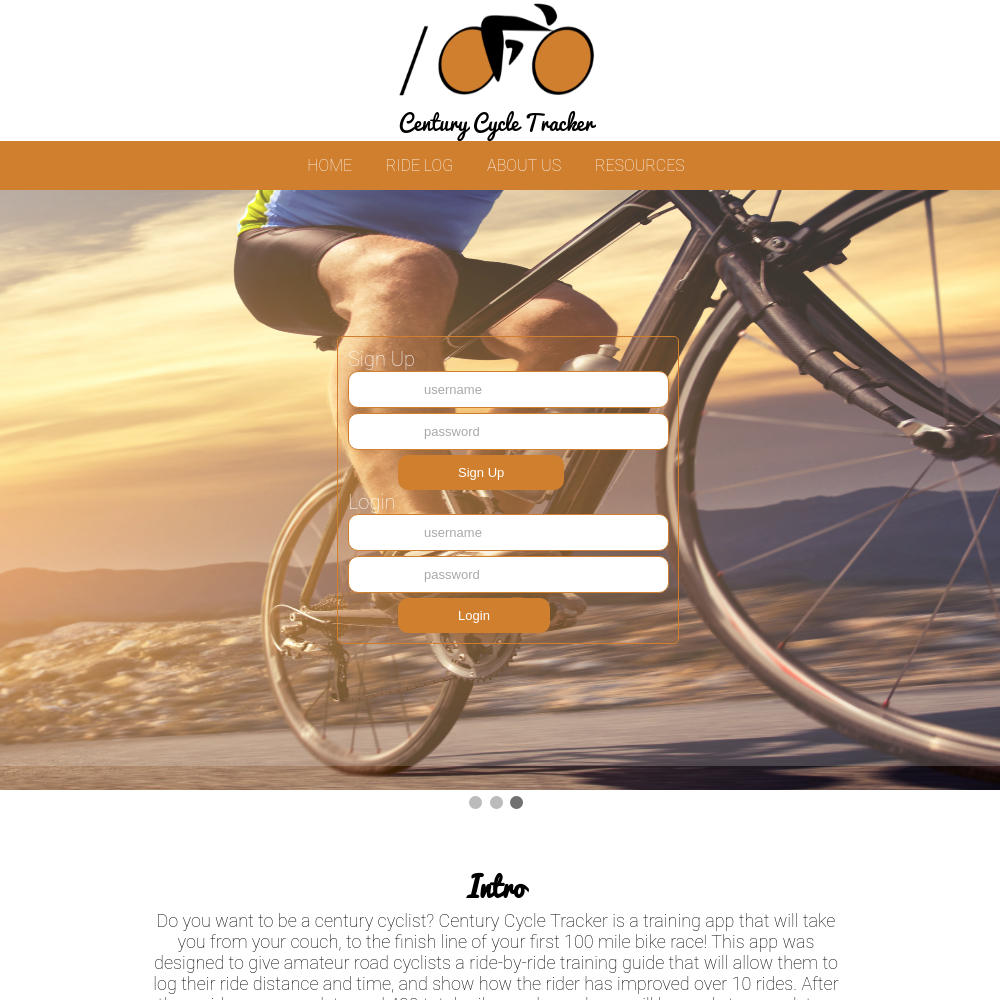 Century Cycle Tracker
HOME RIDE LOG ABOUT US RESOURCES
Sign Up
username
password
Sign Up
Login
username
password
Login
Intro
Do you want to be a century cyclist? Century Cycle Tracker is a training app that will take
you from your couch, to the finish line of your first 100 mile bike race! This app was
designed to give amateur road cyclists a ride-by-ride training guide that will allow them to
log their ride distance and time, and show how the rider has improved over 10 rides. After